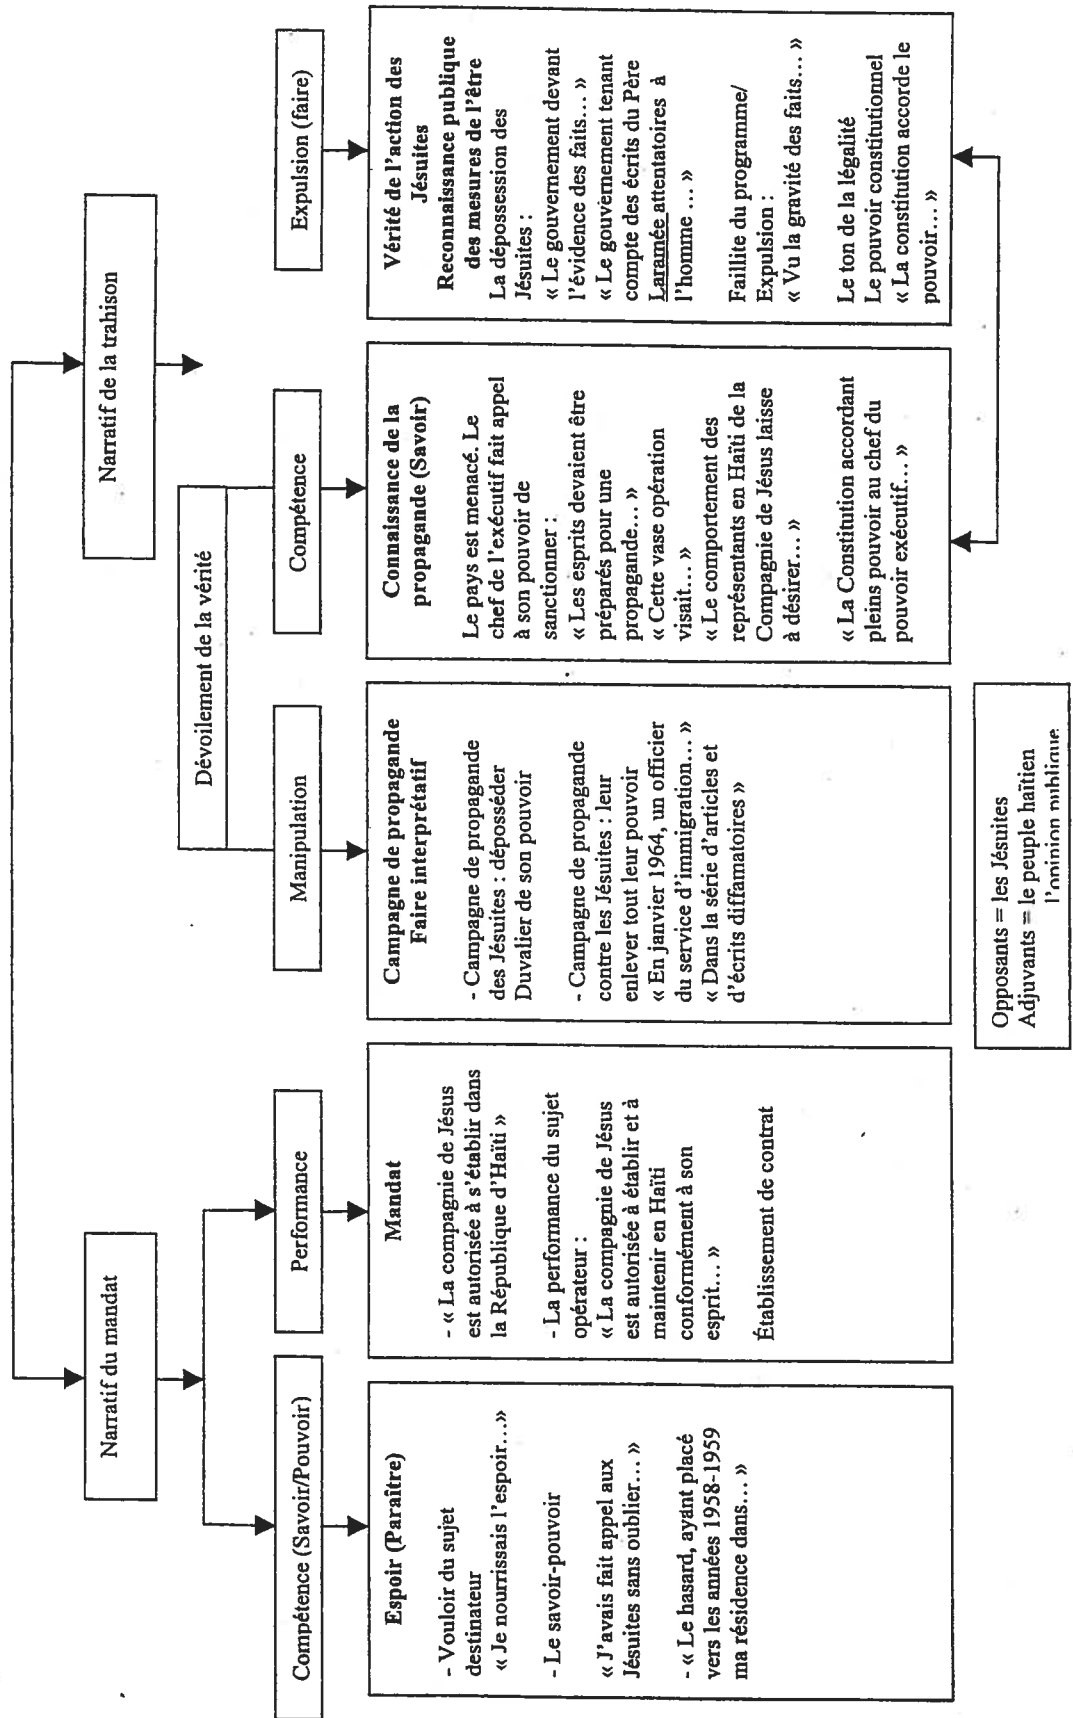 Narratif du mandat
Narratif de la trahison
Dévoilement de la vérité
Compétence (Savoir/Pouvoir)
Performance
Manipulation
Compétence
Expulsion (faire)
Espoir (Paraître)
- Vouloir du sujet
destinateur
« Je nourrissais l'espoir...»
- Le savoir-pouvoir
« J'avais fait appel aux
Jésuites sans oublier... »
- « Le hasard, ayant placé
vers les années 1958-1959
ma résidence dans... »
Mandat
- « La compagnie de Jésus
est autorisée à s'établir dans
la République d'Haïti »
- La performance du sujet
opérateur :
« La compagnie de Jésus
est autorisée à établir et à
maintenir en Haïti
conformément à son
esprit... »
Établissement de contrat
Campagne de propagande
Faire interprétatif
- Campagne de propagande
des Jésuites : déposséder
Duvalier de son pouvoir
- Campagne de propagande
contre les Jésuites : leur
enlever tout leur pouvoir
« En janvier 1964, un officier
du service d'immigration... »
« Dans la série d'articles et
d'écrits diffamatoires »
Connaissance de la
propagande (Savoir)
Le pays est menacé. Le
chef de l'exécutif fait appel
à son pouvoir de
sanctionner :
« Les esprits devaient être
préparés pour une
propagande... »
« Cette vase opération
visait... »
« Le comportement des
représentants en Haïti de la
Compagnie de Jésus laisse
à désirer... »
« La Constitution accordant
pleins pouvoir au chef du
pouvoir exécutif... »
Vérité de l'action des
Jésuites
Reconnaissance publique
des mesures de l'être
La dépossession des
Jésuites :
« Le gouvernement devant
l'évidence des faits... »
« Le gouvernement tenant
compte des écrits du Père
Laramée attentatoires à
l'homme ... »
Faillite du programme/
Expulsion :
« Vu la gravité des faits... »
Le ton de la légalité
Le pouvoir constitutionnel
« La constitution accorde le
pouvoir... »
Opposants = les Jésuites
Adjuvants = le peuple haïtien
l'opinion publique